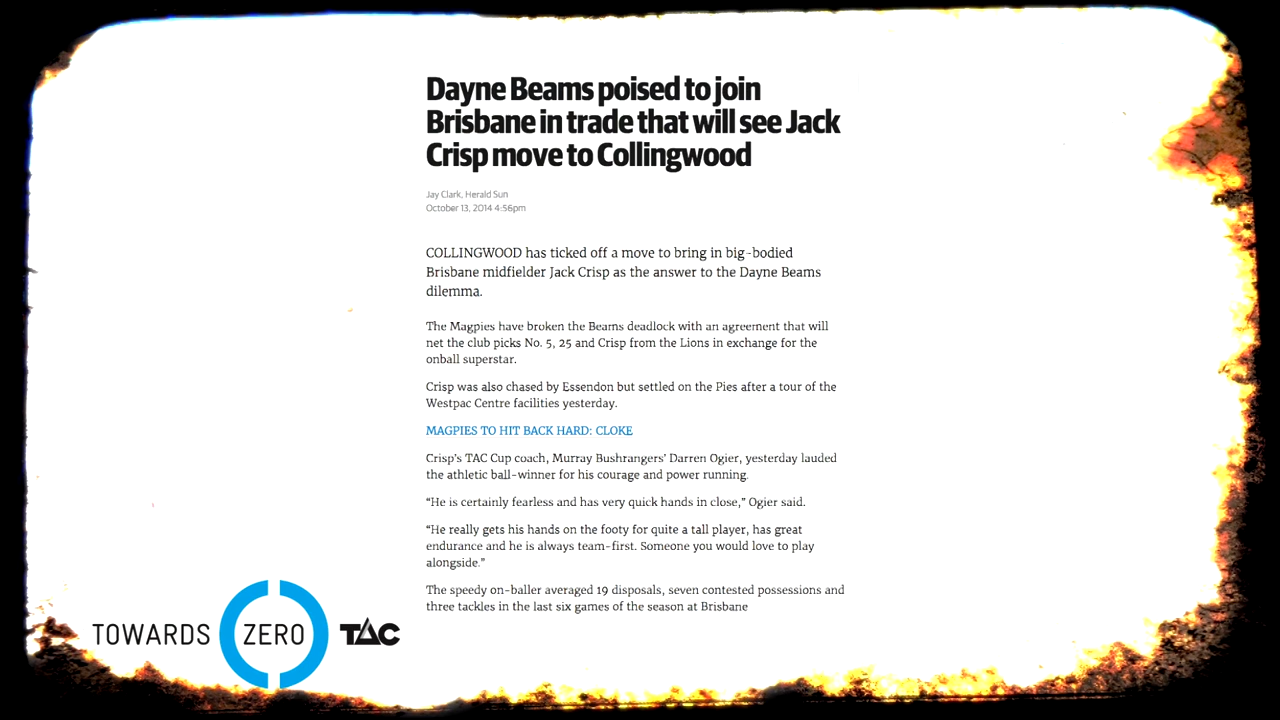 Dayne Beams poised to join
Brisbane in trade that will see Jack
Crisp move to Collingwood
Jay Clark, Herald Sun
October 13, 2014 4:56pm
COLLINGWOOD has ticked off a move to bring in big-bodied
Brisbane midfielder Jack Crisp as the answer to the Dayne Beams
dilemma.
The Magpies have broken the Beams deadlock with an agreement that will
net the club picks No. 5, 25 and Crisp from the Lions in exchange for the
onball superstar.
Crisp was also chased by Essendon but settled on the Pies after a tour of the
Westpac Centre facilities yesterday.
MAGPIES TO HIT BACK HARD: CLOKE
Crisp's TAC Cup coach, Murray Bushrangers' Darren Ogier, yesterday lauded
the athletic ball-winner for his courage and power running.
“He is certainly fearless and has very quick hands in close,” Ogier said.
“He really gets his hands on the footy for quite a tall player, has great
endurance and he is always team-first. Someone you would love to play
alongside.”
The speedy on-baller averaged 19 disposals, seven contested possessions and
three tackles in the last six games of the season at Brisbane
TOWARDS ZERO TAC